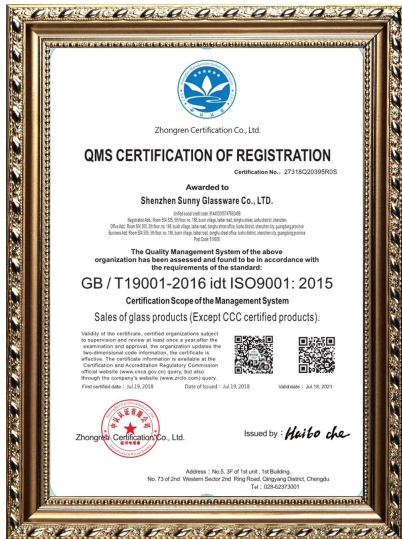 Zhongren Certification Co., Ltd.
QMS CERTIFICATION OF REGISTRATION
Certification No.: 27318Q20395R0S
Awarded to
Shenzhen Sunny Glassware Co., LTD.
The Quality Management System of the above
organization has been assessed and found to be in accordance with
the requirements of the standard:
GB / T19001-2016 idt ISO9001: 2015
Certification Scope of the Management System
Sales of glass products (Except CCC certified products).
Validity of the certificate, certified organizations subject
to supervision and review at least once a year,after the
examination and approval, the organization updates the
two-dimensional code information, the certificate is
effective. The certificate information is available at the
Certification and Accreditation Regulatory Commission
official website (www.cnca.gov.cn) query, but also
through the company's website (www.zrcln.com) query.
First certified date : Jul.19, 2018
Date of Issued : Jul.19, 2018
Valid date : Jul.18, 2021
Zhongren Certification Co., Ltd.
Issued by : Haibo che
Address : No.5, 3F of 1st unit , 1st Building,
No. 73 of 2nd Western Sector 2nd Ring Road, Qingyang District, Chengdu
Tel : 028-62373001